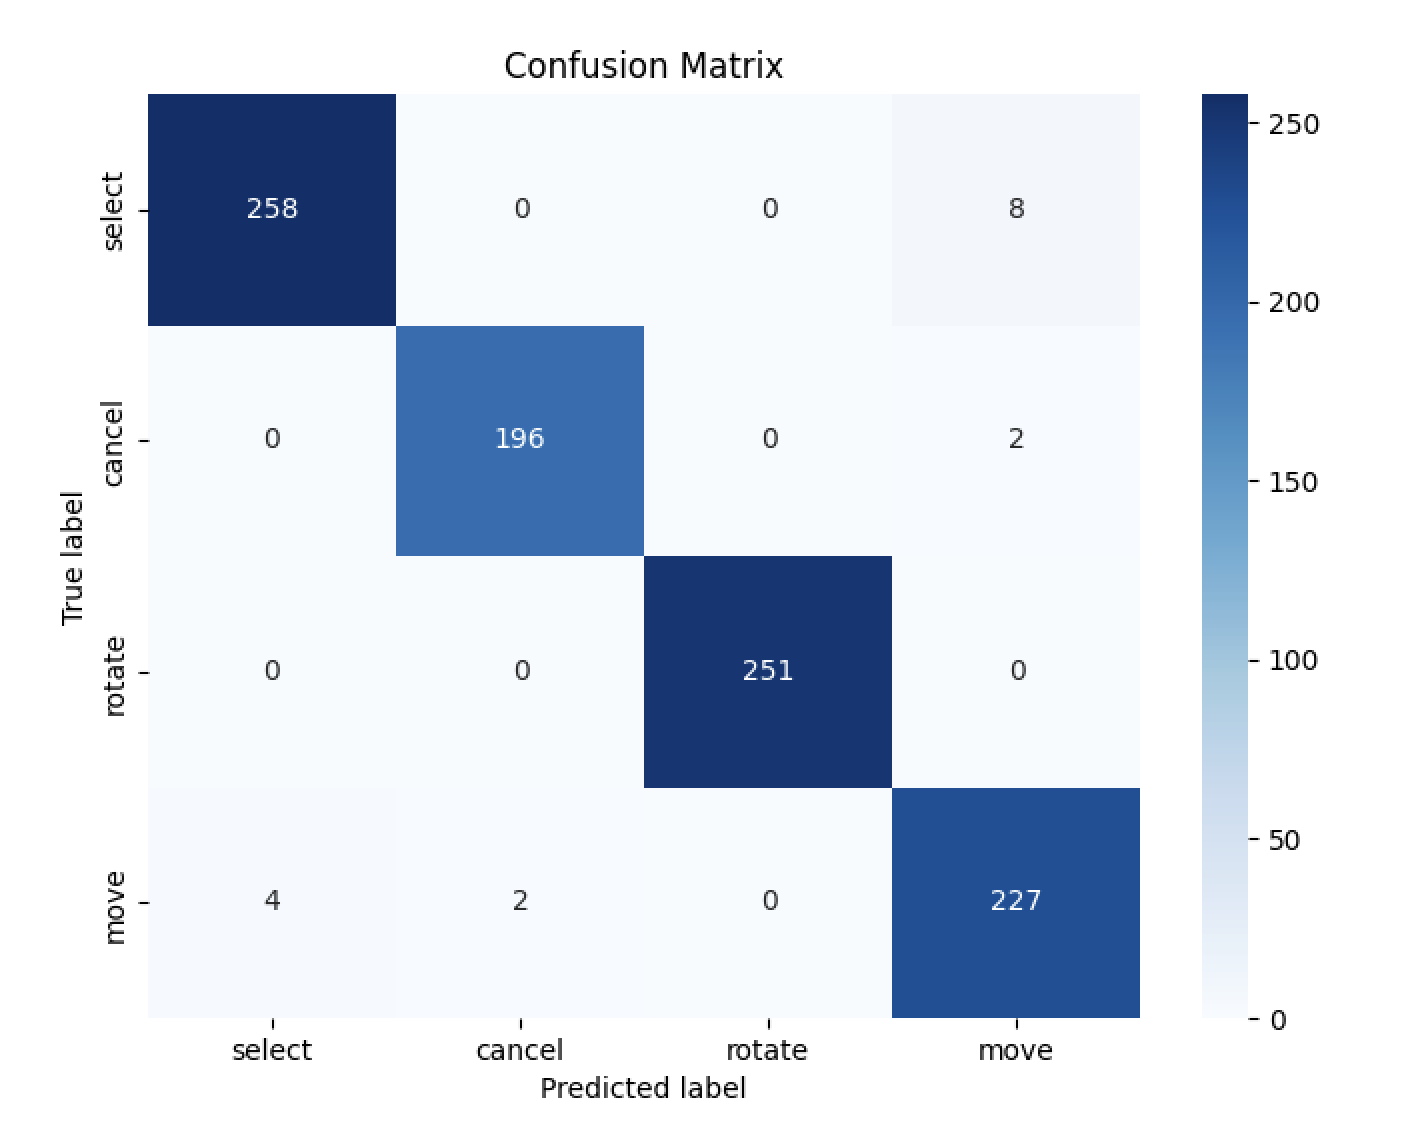 Confusion Matrix
select
258 0 0 8
cancel
0 196 0 2
rotate
0 0 251 0
move
4 2 0 227
True label
select cancel rotate move
Predicted label
250
200
150
100
50
0